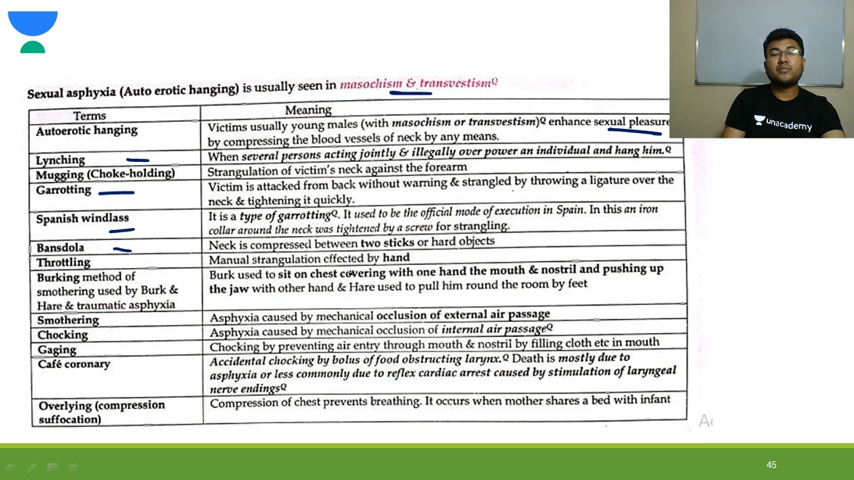 Sexual asphyxia (Auto erotic hanging) is usually seen in masochism & transvestismQ
Terms Meaning
Autoerotic hanging Victims usually young males (with masochism or transvestism)Q enhance sexual pleasure
by compressing the blood vessels of neck by any means.
Lynching When several persons acting jointly & illegally over power an individual and hang him.Q
Mugging (Choke-holding) Strangulation of victim's neck against the forearm
Garrotting Victim is attacked from back without warning & strangled by throwing a ligature over the
neck & tightening it quickly.
Spanish windlass It is a type of garrottingQ. It used to be the official mode of execution in Spain. In this an iron
collar around the neck was tightened by a screw for strangling.
Bansdola Neck is compressed between two sticks or hard objects
Throttling Manual strangulation cffected by hand
Burking method of Burk used to sit on chest covering with one hand the mouth & nostril and pushing up
smothering used by Burk & the jaw with other hand & Hare used to pull him round the room by feet
Hare & traumatic asphyxia
Smothering Asphyxia caused by mechanical occlusion of external air passage
Chocking Asphyxia caused by mechanical occlusion of internal air passageQ
Gaging Chocking by preventing air entry through mouth & nostril by filling cloth etc in mouth
Café coronary Accidental chocking by bolus of food obstructing larynx.Q Death is mostly due to
asphyxia or less commonly due to reflex cardiac arrest caused by stimulation of laryngeal
nerve endingsQ
Overlying (compression Compression of chest prevents breathing. It occurs when mother shares a bed with infant
suffocation)
unacademy
45